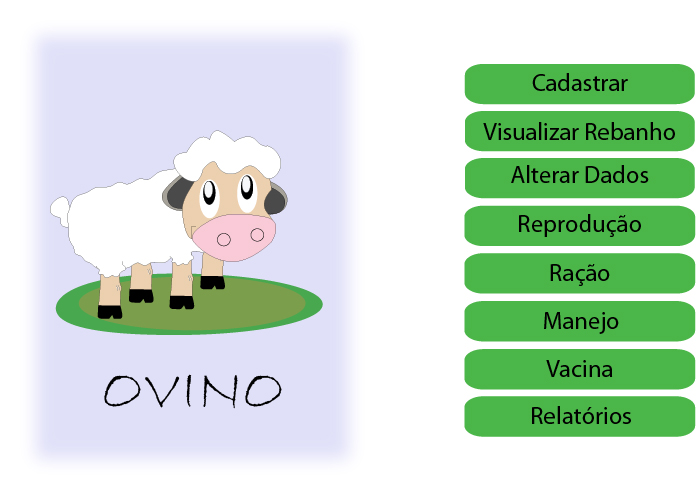 OVINO
Cadastrar
Visualizar Rebanho
Alterar Dados
Reprodução
Ração
Manejo
Vacina
Relatórios